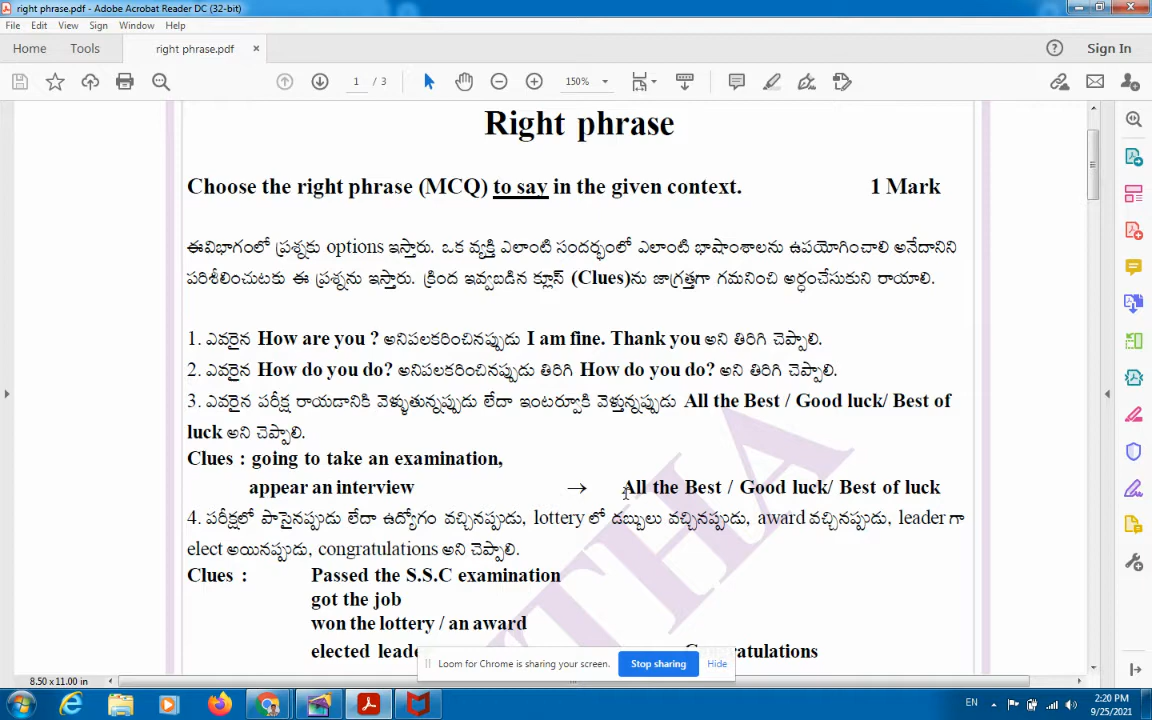 right phrase.pdf - Adobe Acrobat Reader DC (32-bit)
File Edit View Sign Window Help
Home Tools right phrase.pdf × Sign In
1 / 3 150%
Right phrase
Choose the right phrase (MCQ) to say in the given context. 1 Mark
ఈవిభాగంలో ప్రశ్నకు options ఇస్తారు. ఒక వ్యక్తి ఎలాంటి సందర్భంలో ఎలాంటి భాషాంశాలను ఉపయోగించాలి అనేదానిని
పరిశీలించుటకు ఈ ప్రశ్నను ఇస్తారు. క్రింద ఇవ్వబడిన క్లూస్ (Clues)ను జాగ్రత్తగా గమనించి అర్ధంచేసుకుని రాయాలి.
1. ఎవరైన How are you ? అనిపలకరించినప్పుడు I am fine. Thank you అని తిరిగి చెప్పాలి.
2. ఎవరైన How do you do? అనిపలకరించినప్పుడు తిరిగి How do you do? అని తిరిగి చెప్పాలి.
3. ఎవరైన పరీక్ష రాయడానికి వెళ్ళుతున్నప్పుడు లేదా ఇంటర్వూకి వెళ్తున్నప్పుడు All the Best / Good luck/ Best of
luck అని చెప్పాలి.
Clues : going to take an examination,
appear an interview → All the Best / Good luck/ Best of luck
4. పరీక్షలో పాసైనప్పుడు లేదా ఉద్యోగం వచ్చినప్పుడు, lottery లో డబ్బులు వచ్చినప్పుడు, award వచ్చినప్పుడు, leaderగా
elect అయినప్పుడు, congratulations అని చెప్పాలి.
Clues : Passed the S.S.C examination
got the job
won the lottery / an award
elected
Loom for Chrome is sharing your screen. Stop sharing Hide
8.50 x 11.00 in
EN 2:20 PM
9/25/2021